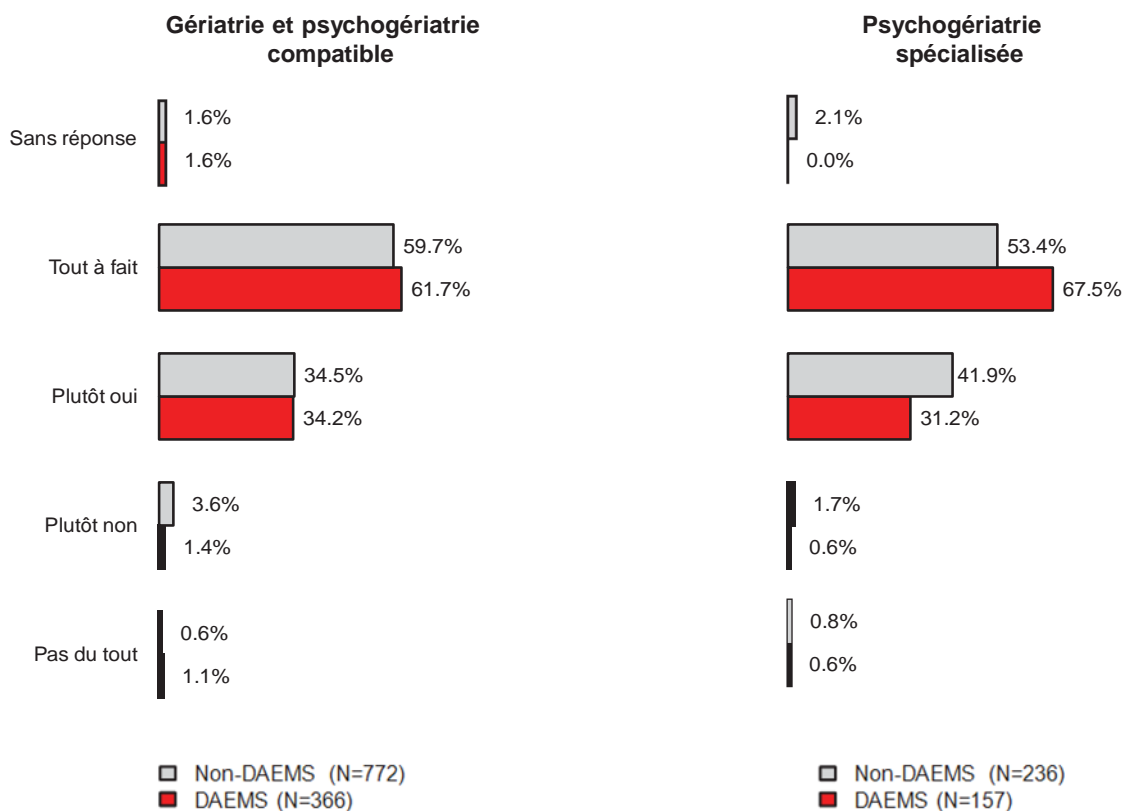 Gériatrie et psychogériatrie
compatible
Psychogériatrie
spécialisée
Sans réponse
1.6%
1.6%
2.1%
0.0%
Tout à fait
59.7%
61.7%
53.4%
67.5%
Plutôt oui
34.5%
34.2%
41.9%
31.2%
Plutôt non
3.6%
1.4%
1.7%
0.6%
Pas du tout
0.6%
1.1%
0.8%
0.6%
Non-DAEMS (N=772)
DAEMS (N=366)
Non-DAEMS (N=236)
DAEMS (N=157)